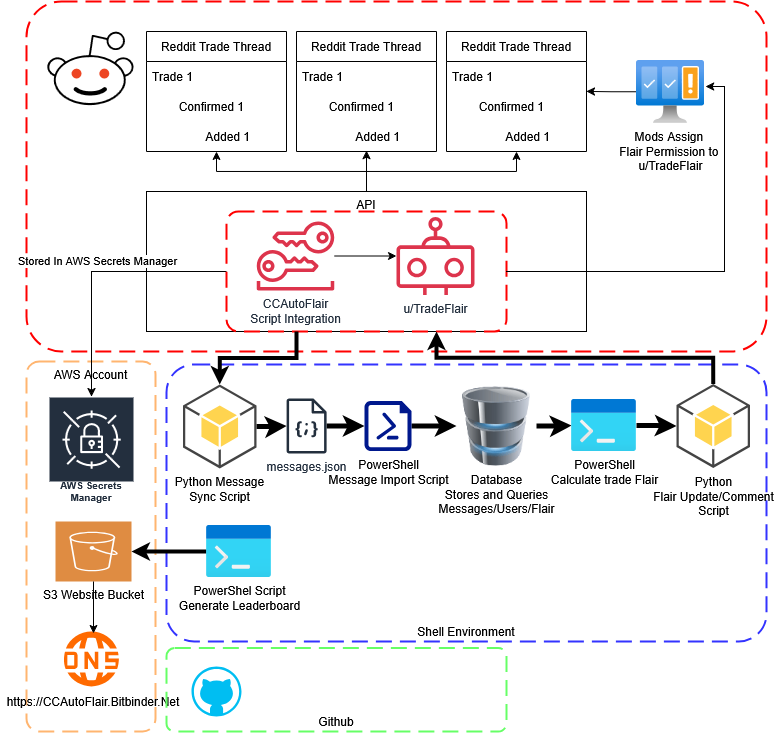 Reddit Trade Thread
Trade 1
Confirmed 1
Added 1
Reddit Trade Thread
Trade 1
Confirmed 1
Added 1
Reddit Trade Thread
Trade 1
Confirmed 1
Added 1
Mods Assign
Flair Permission to
u/TradeFlair
API
CCAutoFlair
Script Integration
u/TradeFlair
Stored In AWS Secrets Manager
AWS Account
AWS Secrets
Manager
Python Message
Sync Script
{;}
messages.json
PowerShell
Message Import Script
Database
Stores and Queries
Messages/Users/Flair
PowerShell
Calculate trade Flair
Python
Flair Update/Comment
Script
S3 Website Bucket
PowerShel Script
Generate Leaderboard
Shell Environment
DNS
https://CCAutoFlair.Bitbinder.Net
Github